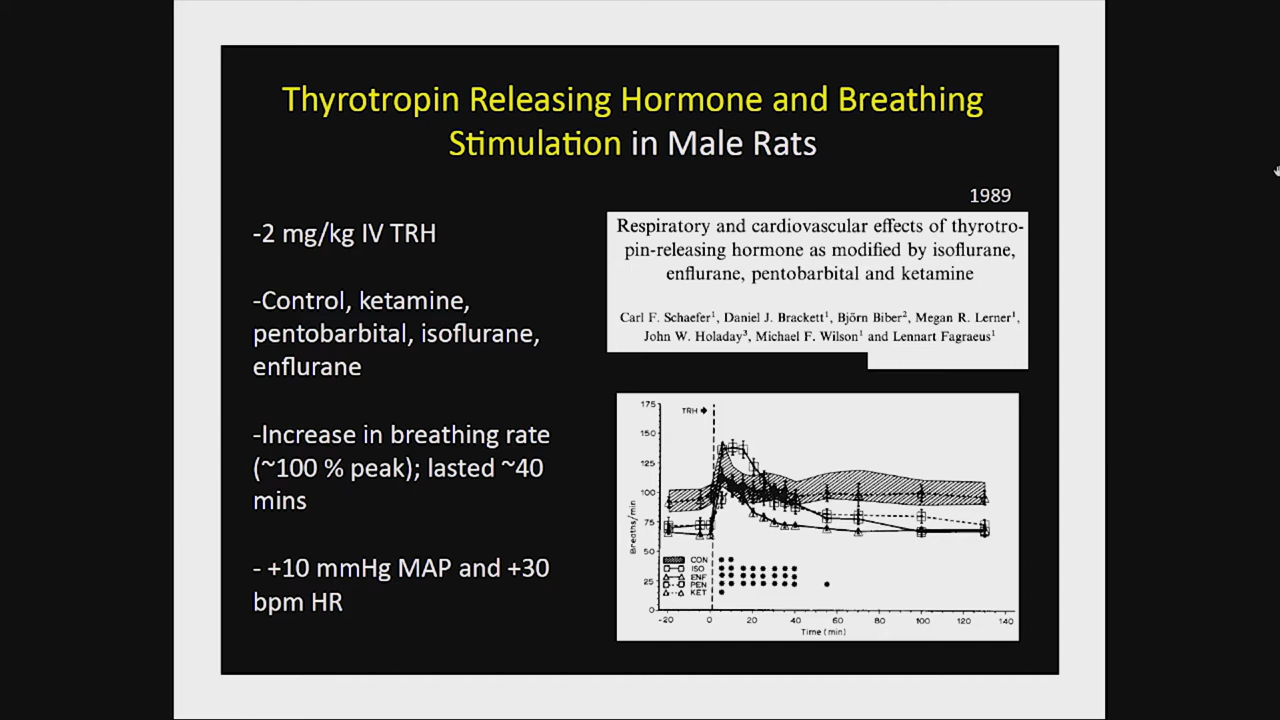 Thyrotropin Releasing Hormone and Breathing
Stimulation in Male Rats
-2 mg/kg IV TRH
-Control, ketamine,
pentobarbital, isoflurane,
enflurane
-Increase in breathing rate
(~100 % peak); lasted ~40
mins
- +10 mmHg MAP and +30
bpm HR
1989
Respiratory and cardiovascular effects of thyrotro-
pin-releasing hormone as modified by isoflurane,
enflurane, pentobarbital and ketamine
Carl F. Schaefer1, Daniel J. Brackett1, Björn Biber2, Megan R. Lerner1,
John W. Holaday3, Michael F. Wilson1 and Lennart Fagraeus1
TRH
175
150
125
100
75
50
25
0
Breaths/min
CON
ISO
ENF
PEN
KET
-20 0 20 40 60 80 100 120 140
Time (min)